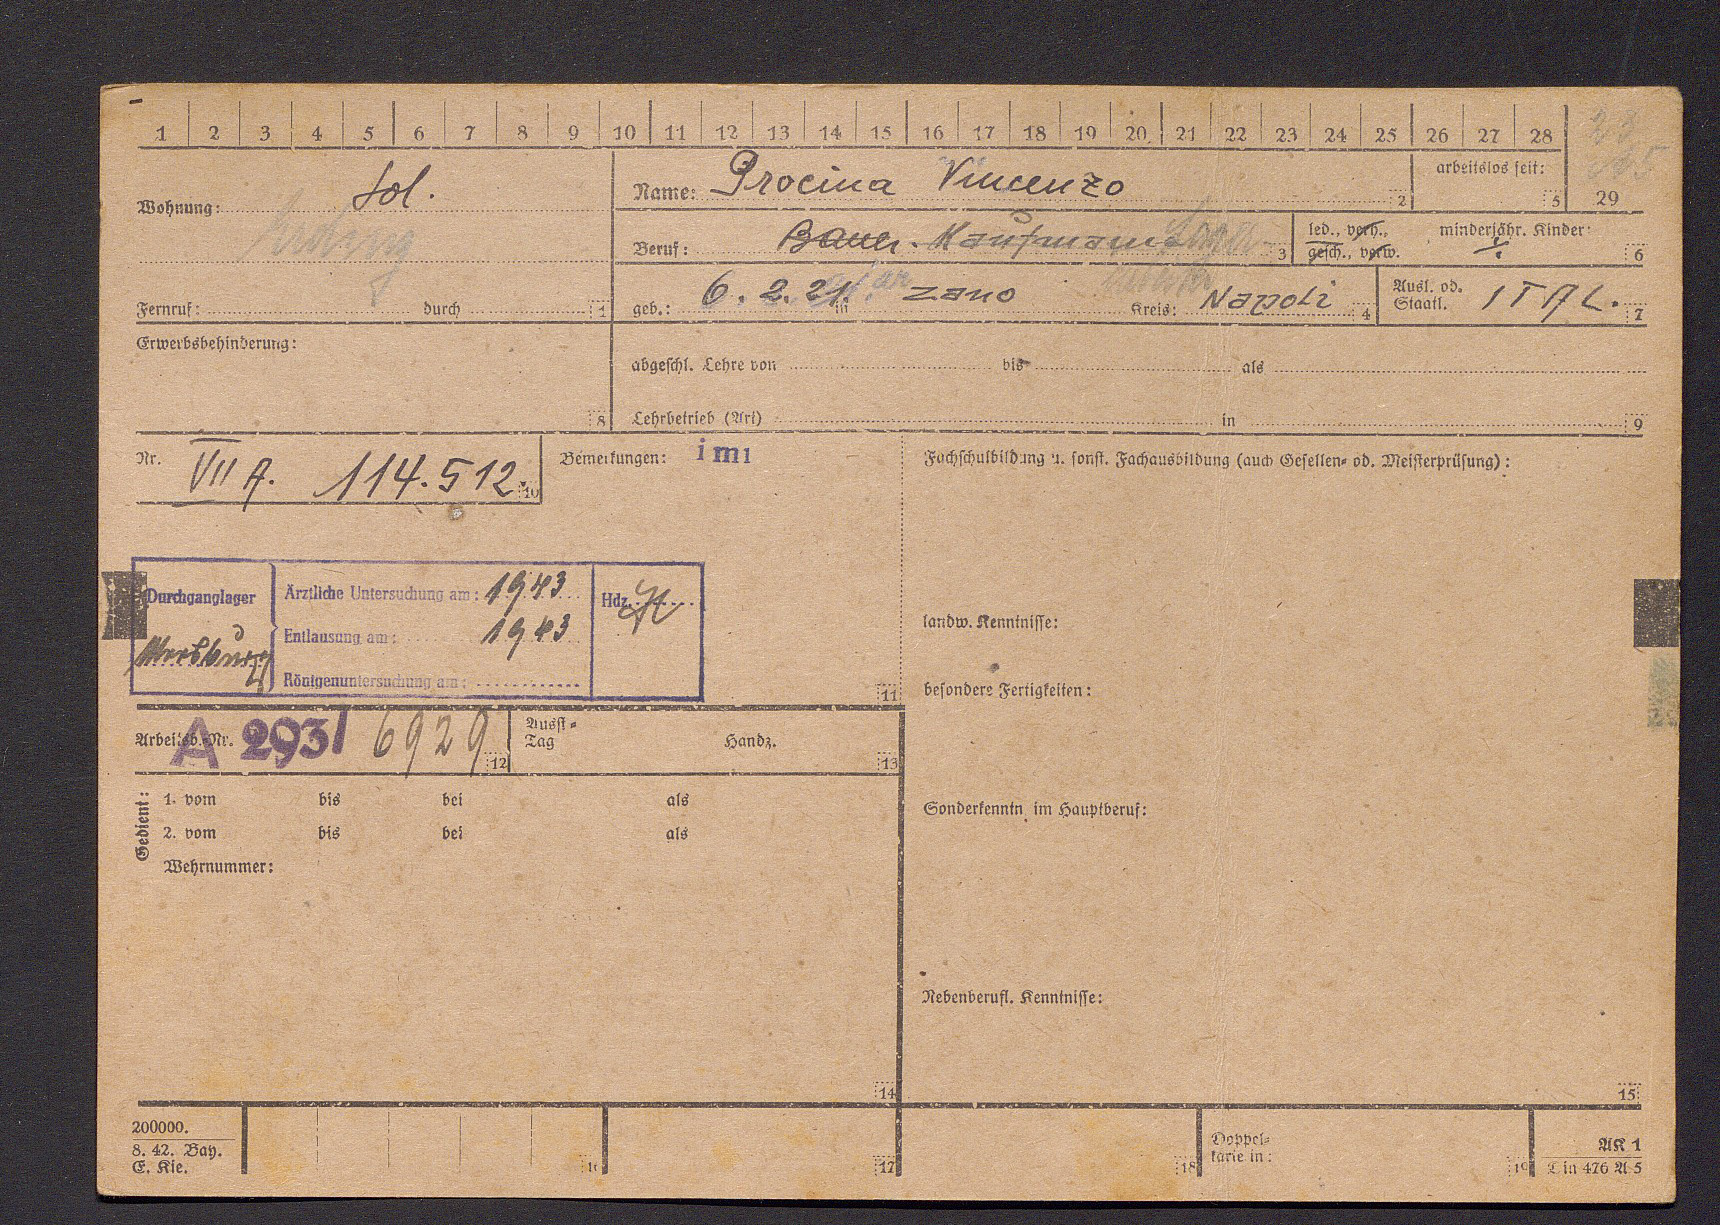 1 2 3 4 5 6 7 8 9 10 11 12 13 14 15 16 17 18 19 20 21 22 23 24 25 26 27 28
arbeitslos seit:
5 29
Wohnung: Sol.
Name: Procina Vincenzo 2
Erding
Beruf: Bauer. Kaufmann 3
led., verh., gesch., verw.
minderjähr. Kinder: 6
Fernruf: durch 1
geb.: 6. 2. 21. in zano Kreis: Napoli 4
Ausl. od. Staatl. ITAL. 7
Erwerbsbehinderung:
8
abgeschl. Lehre von bis als
Lehrbetrieb (Art) in 9
Nr. VII A. 114.512. 10
Bemerkungen: imi
Fachschulbildung u. sonst. Fachausbildung (auch Gesellen- od. Meisterprüfung):
Durchganglager
Ärztliche Untersuchung am: 1943
Entlausung am: 1943
Röntgenuntersuchung am:
Hdz.
11
landw. Kenntnisse:
besondere Fertigkeiten:
Arbeitsb.-Nr. A 293/ 6929 12
Ausst-Tag Handz. 13
Gedient:
1. vom bis bei als
2. vom bis bei als
Wehrnummer:
Sonderkenntn. im Hauptberuf:
Nebenberufl. Kenntnisse:
14
15
200000.
8. 42. Bay.
E. Kie.
16 17 18
Doppel-
karte in:
19
AK 1
L in 476 A 5